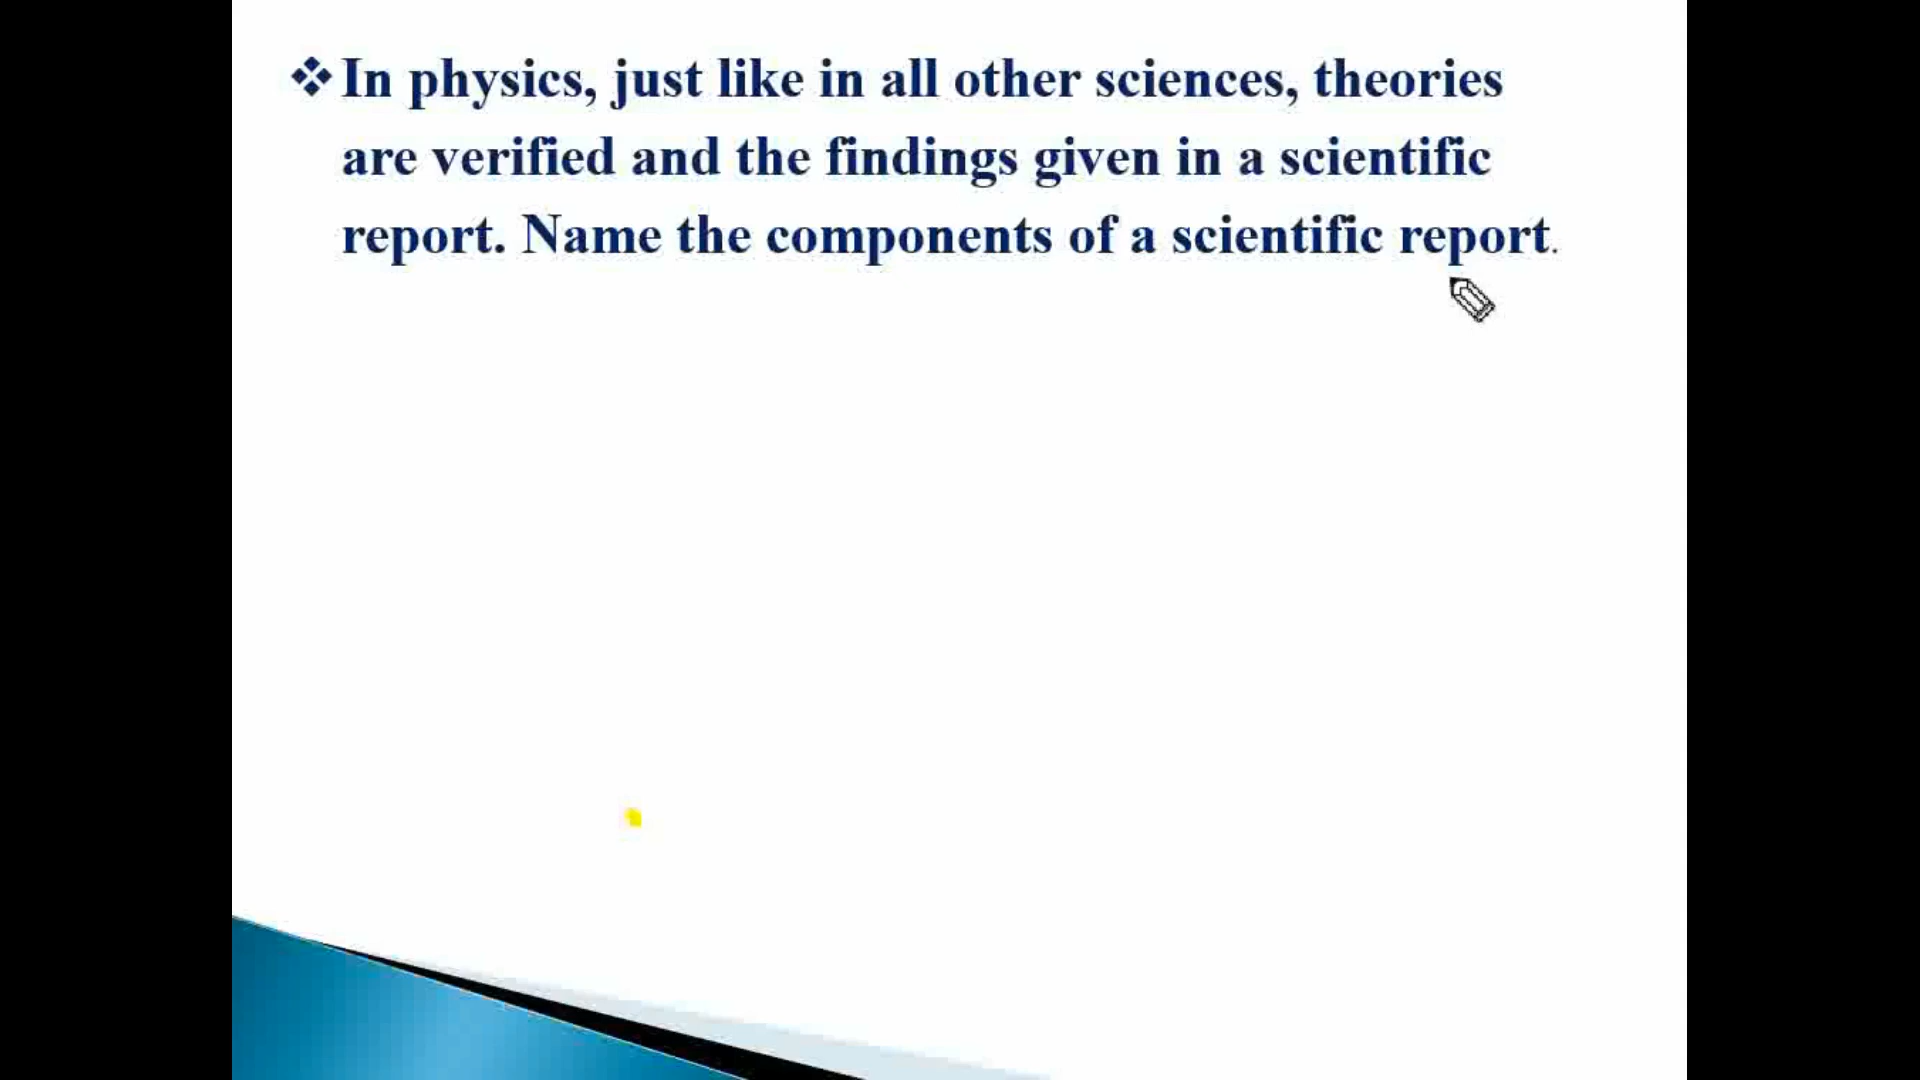 ❖In physics, just like in all other sciences, theories
are verified and the findings given in a scientific
report. Name the components of a scientific report.